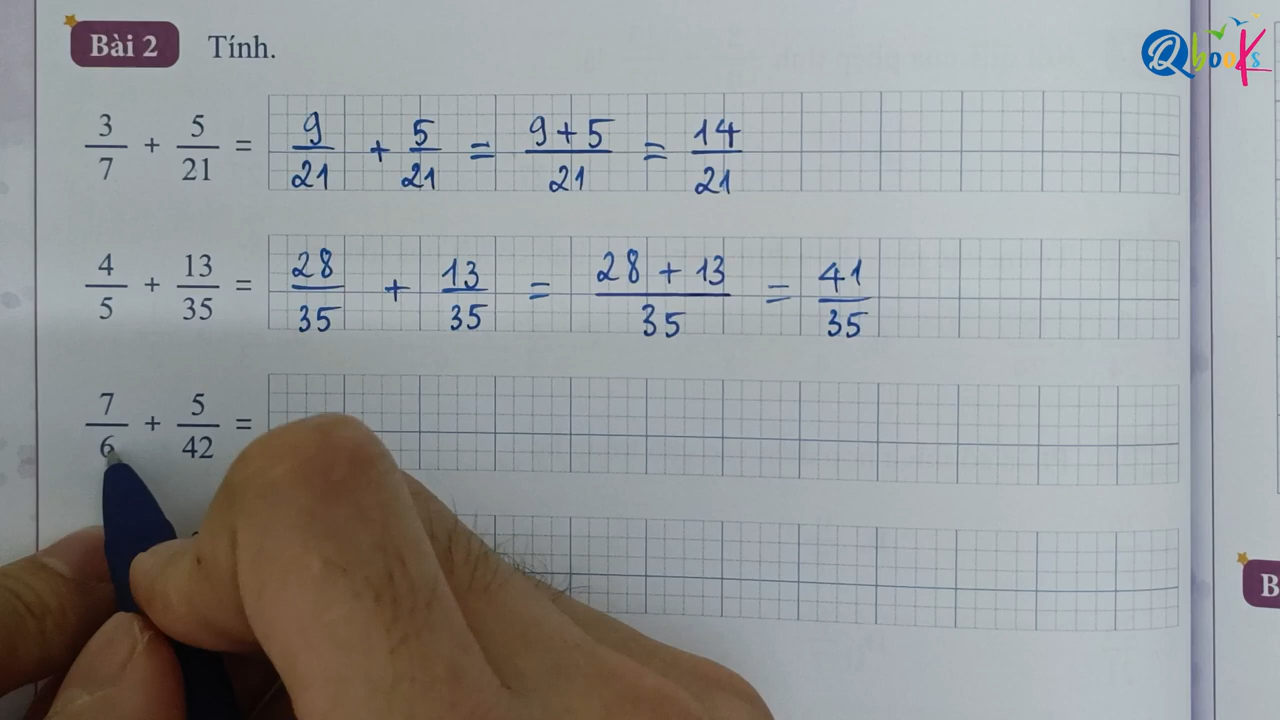 Qbooks
Bài 2 Tính.
3/7 + 5/21 = 9/21 + 5/21 = 9+5/21 = 14/21
4/5 + 13/35 = 28/35 + 13/35 = 28 + 13/35 = 41/35
7/6 + 5/42 =
B